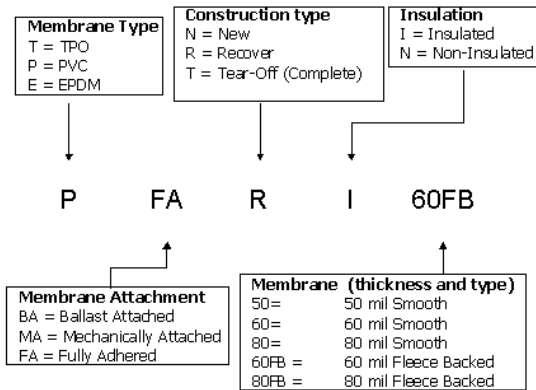 Membrane Type
T = TPO
P = PVC
E = EPDM
Construction type
N = New
R = Recover
T = Tear-Off (Complete)
Insulation
I = Insulated
N = Non-Insulated
P FA R I 60FB
Membrane Attachment
BA = Ballast Attached
MA = Mechanically Attached
FA = Fully Adhered
Membrane (thickness and type)
50= 50 mil Smooth
60= 60 mil Smooth
80= 80 mil Smooth
60FB = 60 mil Fleece Backed
80FB = 80 mil Fleece Backed